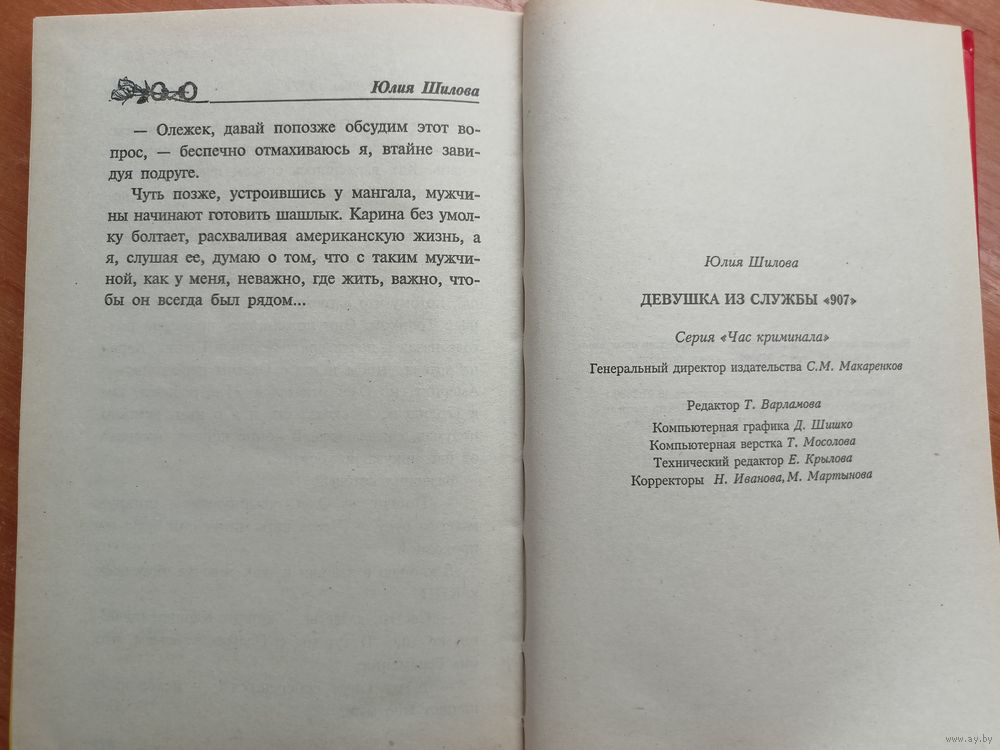 Юлия Шилова
— Олежек, давай попозже обсудим этот во-
прос, — беспечно отмахиваюсь я, втайне зави-
дуя подруге.
Чуть позже, устроившись у мангала, мужчи-
ны начинают готовить шашлык. Карина без умол-
ку болтает, расхваливая американскую жизнь, а
я, слушая ее, думаю о том, что с таким мужчи-
ной, как у меня, неважно, где жить, важно, что-
бы он всегда был рядом...
Юлия Шилова
ДЕВУШКА ИЗ СЛУЖБЫ «907»
Серия «Час криминала»
Генеральный директор издательства С.М. Макаренков
Редактор Т. Варламова
Компьютерная графика Д. Шишко
Компьютерная верстка Т. Мосолова
Технический редактор Е. Крылова
Корректоры Н. Иванова, М. Мартынова
www.ay.by